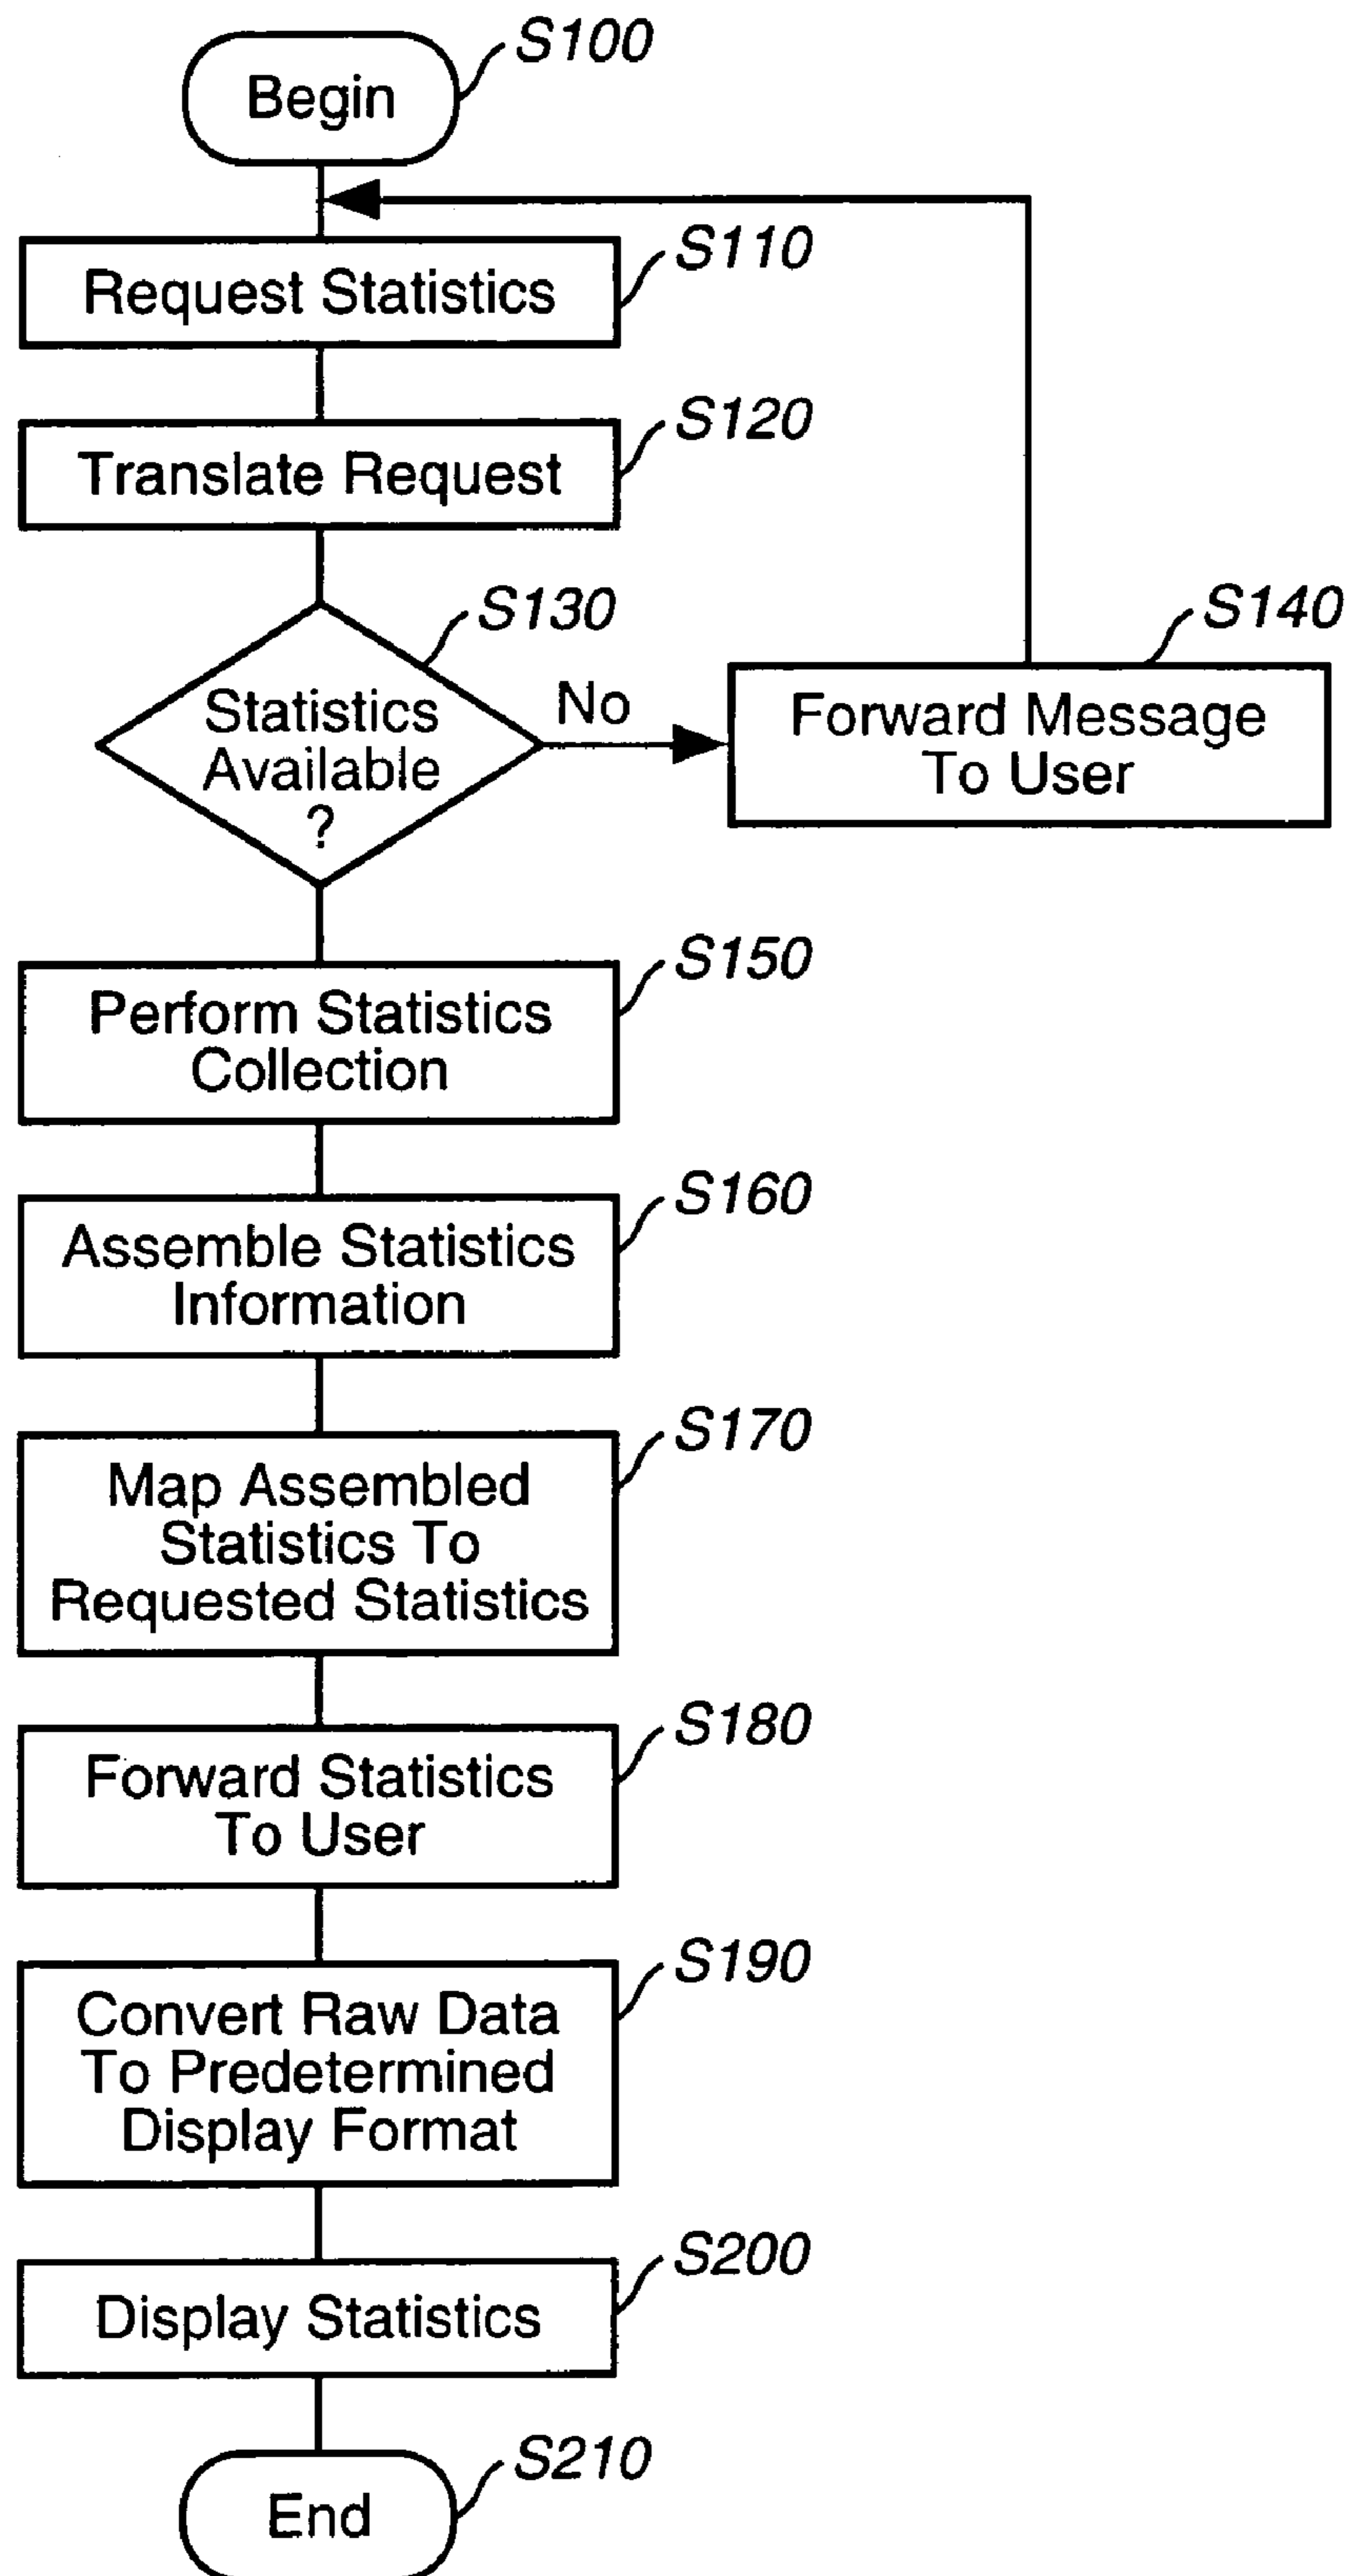 S100
Begin
S110
Request Statistics
S120
Translate Request
S130
Statistics
Available
?
No
S140
Forward Message
To User
S150
Perform Statistics
Collection
S160
Assemble Statistics
Information
S170
Map Assembled
Statistics To
Requested Statistics
S180
Forward Statistics
To User
S190
Convert Raw Data
To Predetermined
Display Format
S200
Display Statistics
S210
End